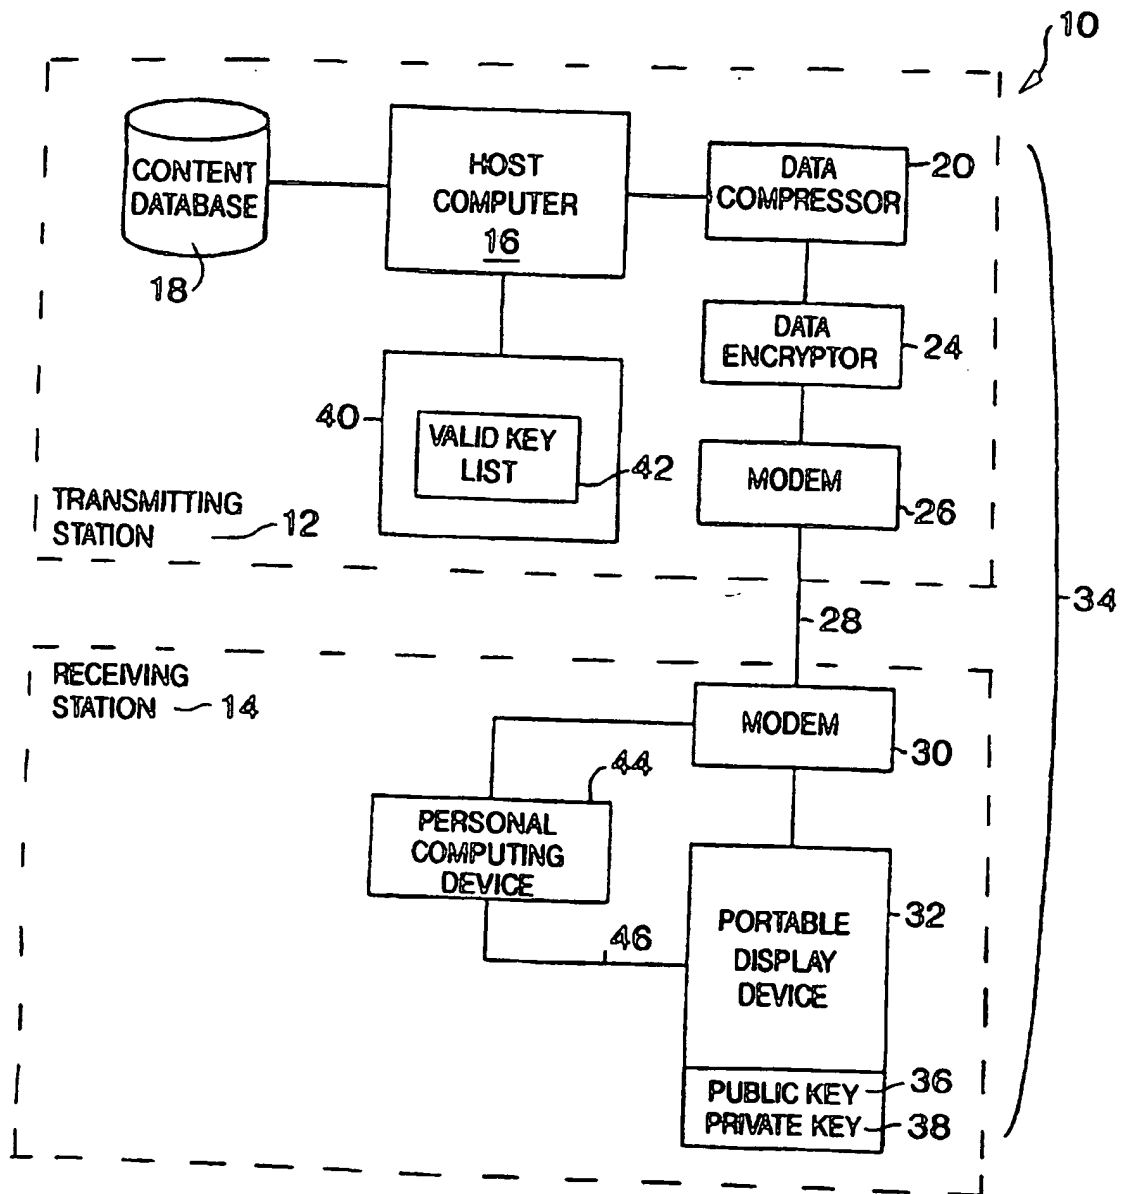 10
CONTENT
DATABASE
18
HOST
COMPUTER
16
DATA
COMPRESSOR
20
DATA
ENCRYPTOR
24
40
VALID KEY
LIST
42
MODEM
26
TRANSMITTING
STATION
12
28
34
RECEIVING
STATION
14
MODEM
30
44
PERSONAL
COMPUTING
DEVICE
46
PORTABLE
DISPLAY
DEVICE
32
PUBLIC KEY
36
PRIVATE KEY
38